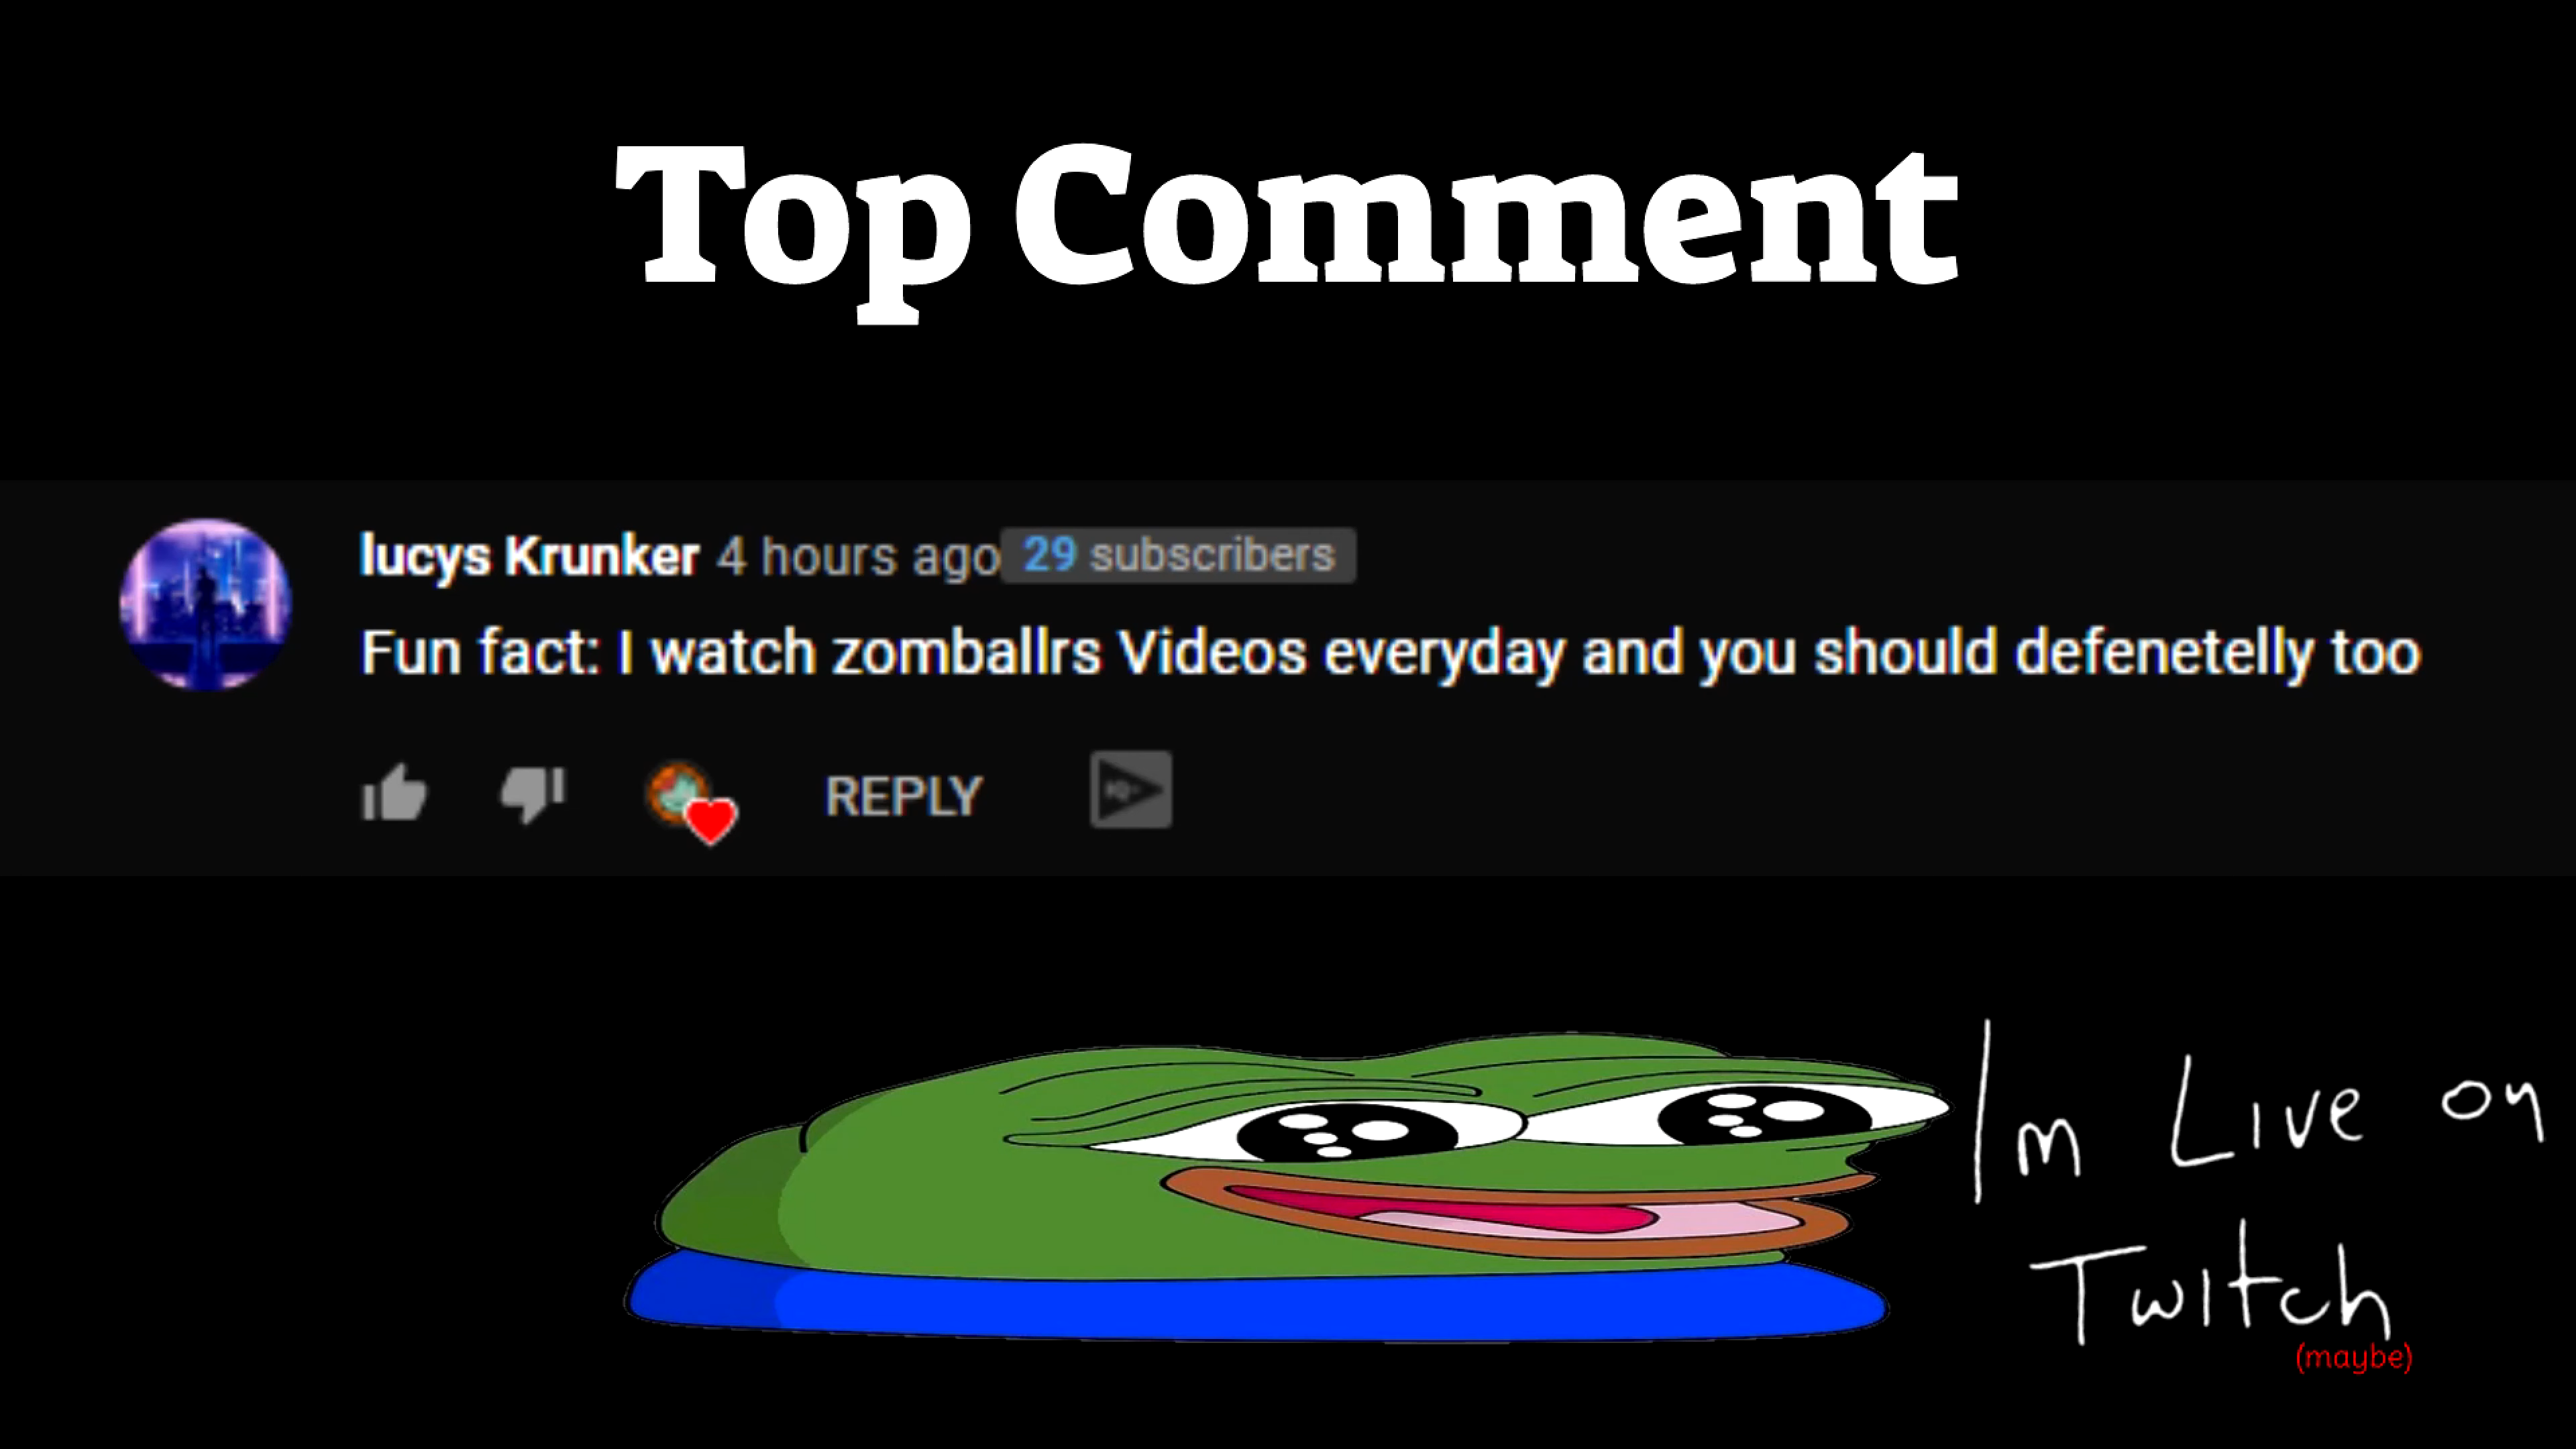 Top Comment
lucys Krunker 4 hours ago 29 subscribers
Fun fact: I watch zomballrs Videos everyday and you should defenetelly too
REPLY
Im Live on
Twitch
(maybe)